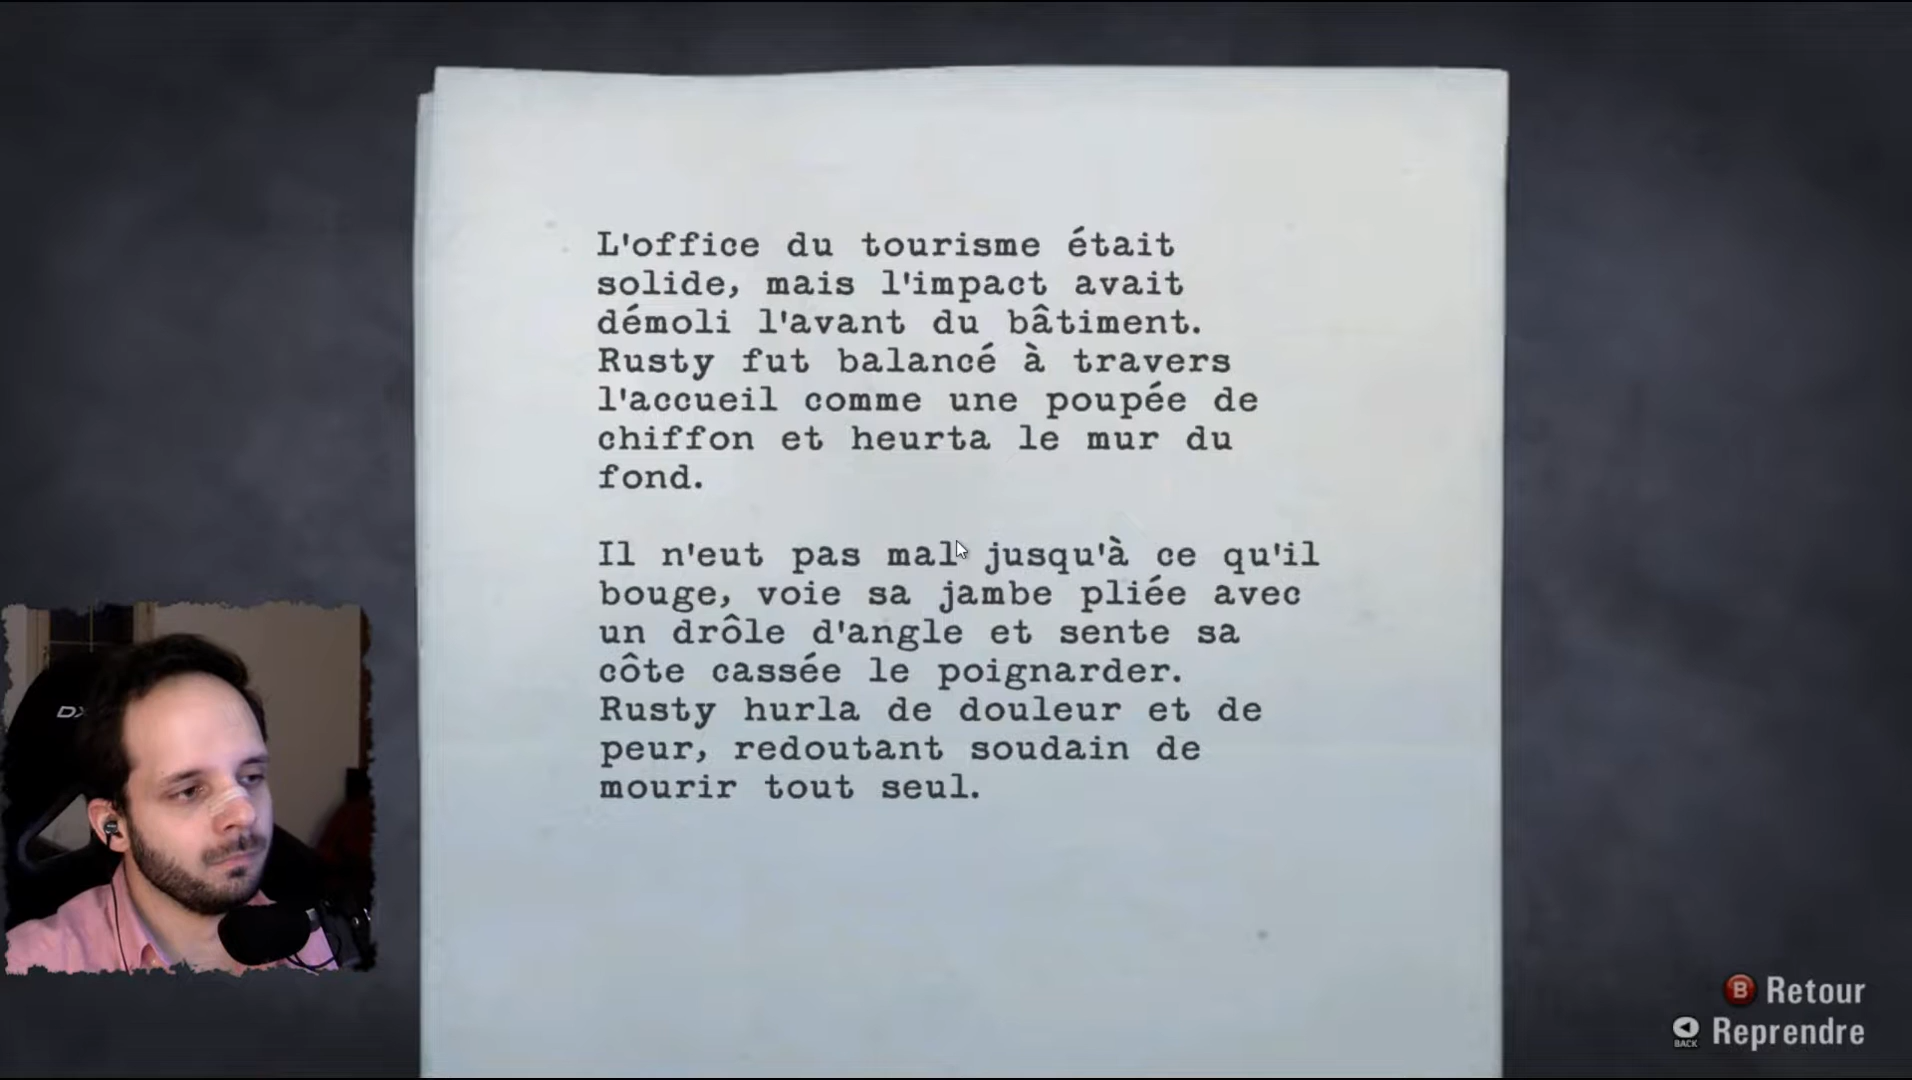 L'office du tourisme était
solide, mais l'impact avait
démoli l'avant du bâtiment.
Rusty fut balancé à travers
l'accueil comme une poupée de
chiffon et heurta le mur du
fond.
Il n'eut pas mal jusqu'à ce qu'il
bouge, voie sa jambe pliée avec
un drôle d'angle et sente sa
côte cassée le poignarder.
Rusty hurla de douleur et de
peur, redoutant soudain de
mourir tout seul.
DX
B Retour
BACK Reprendre